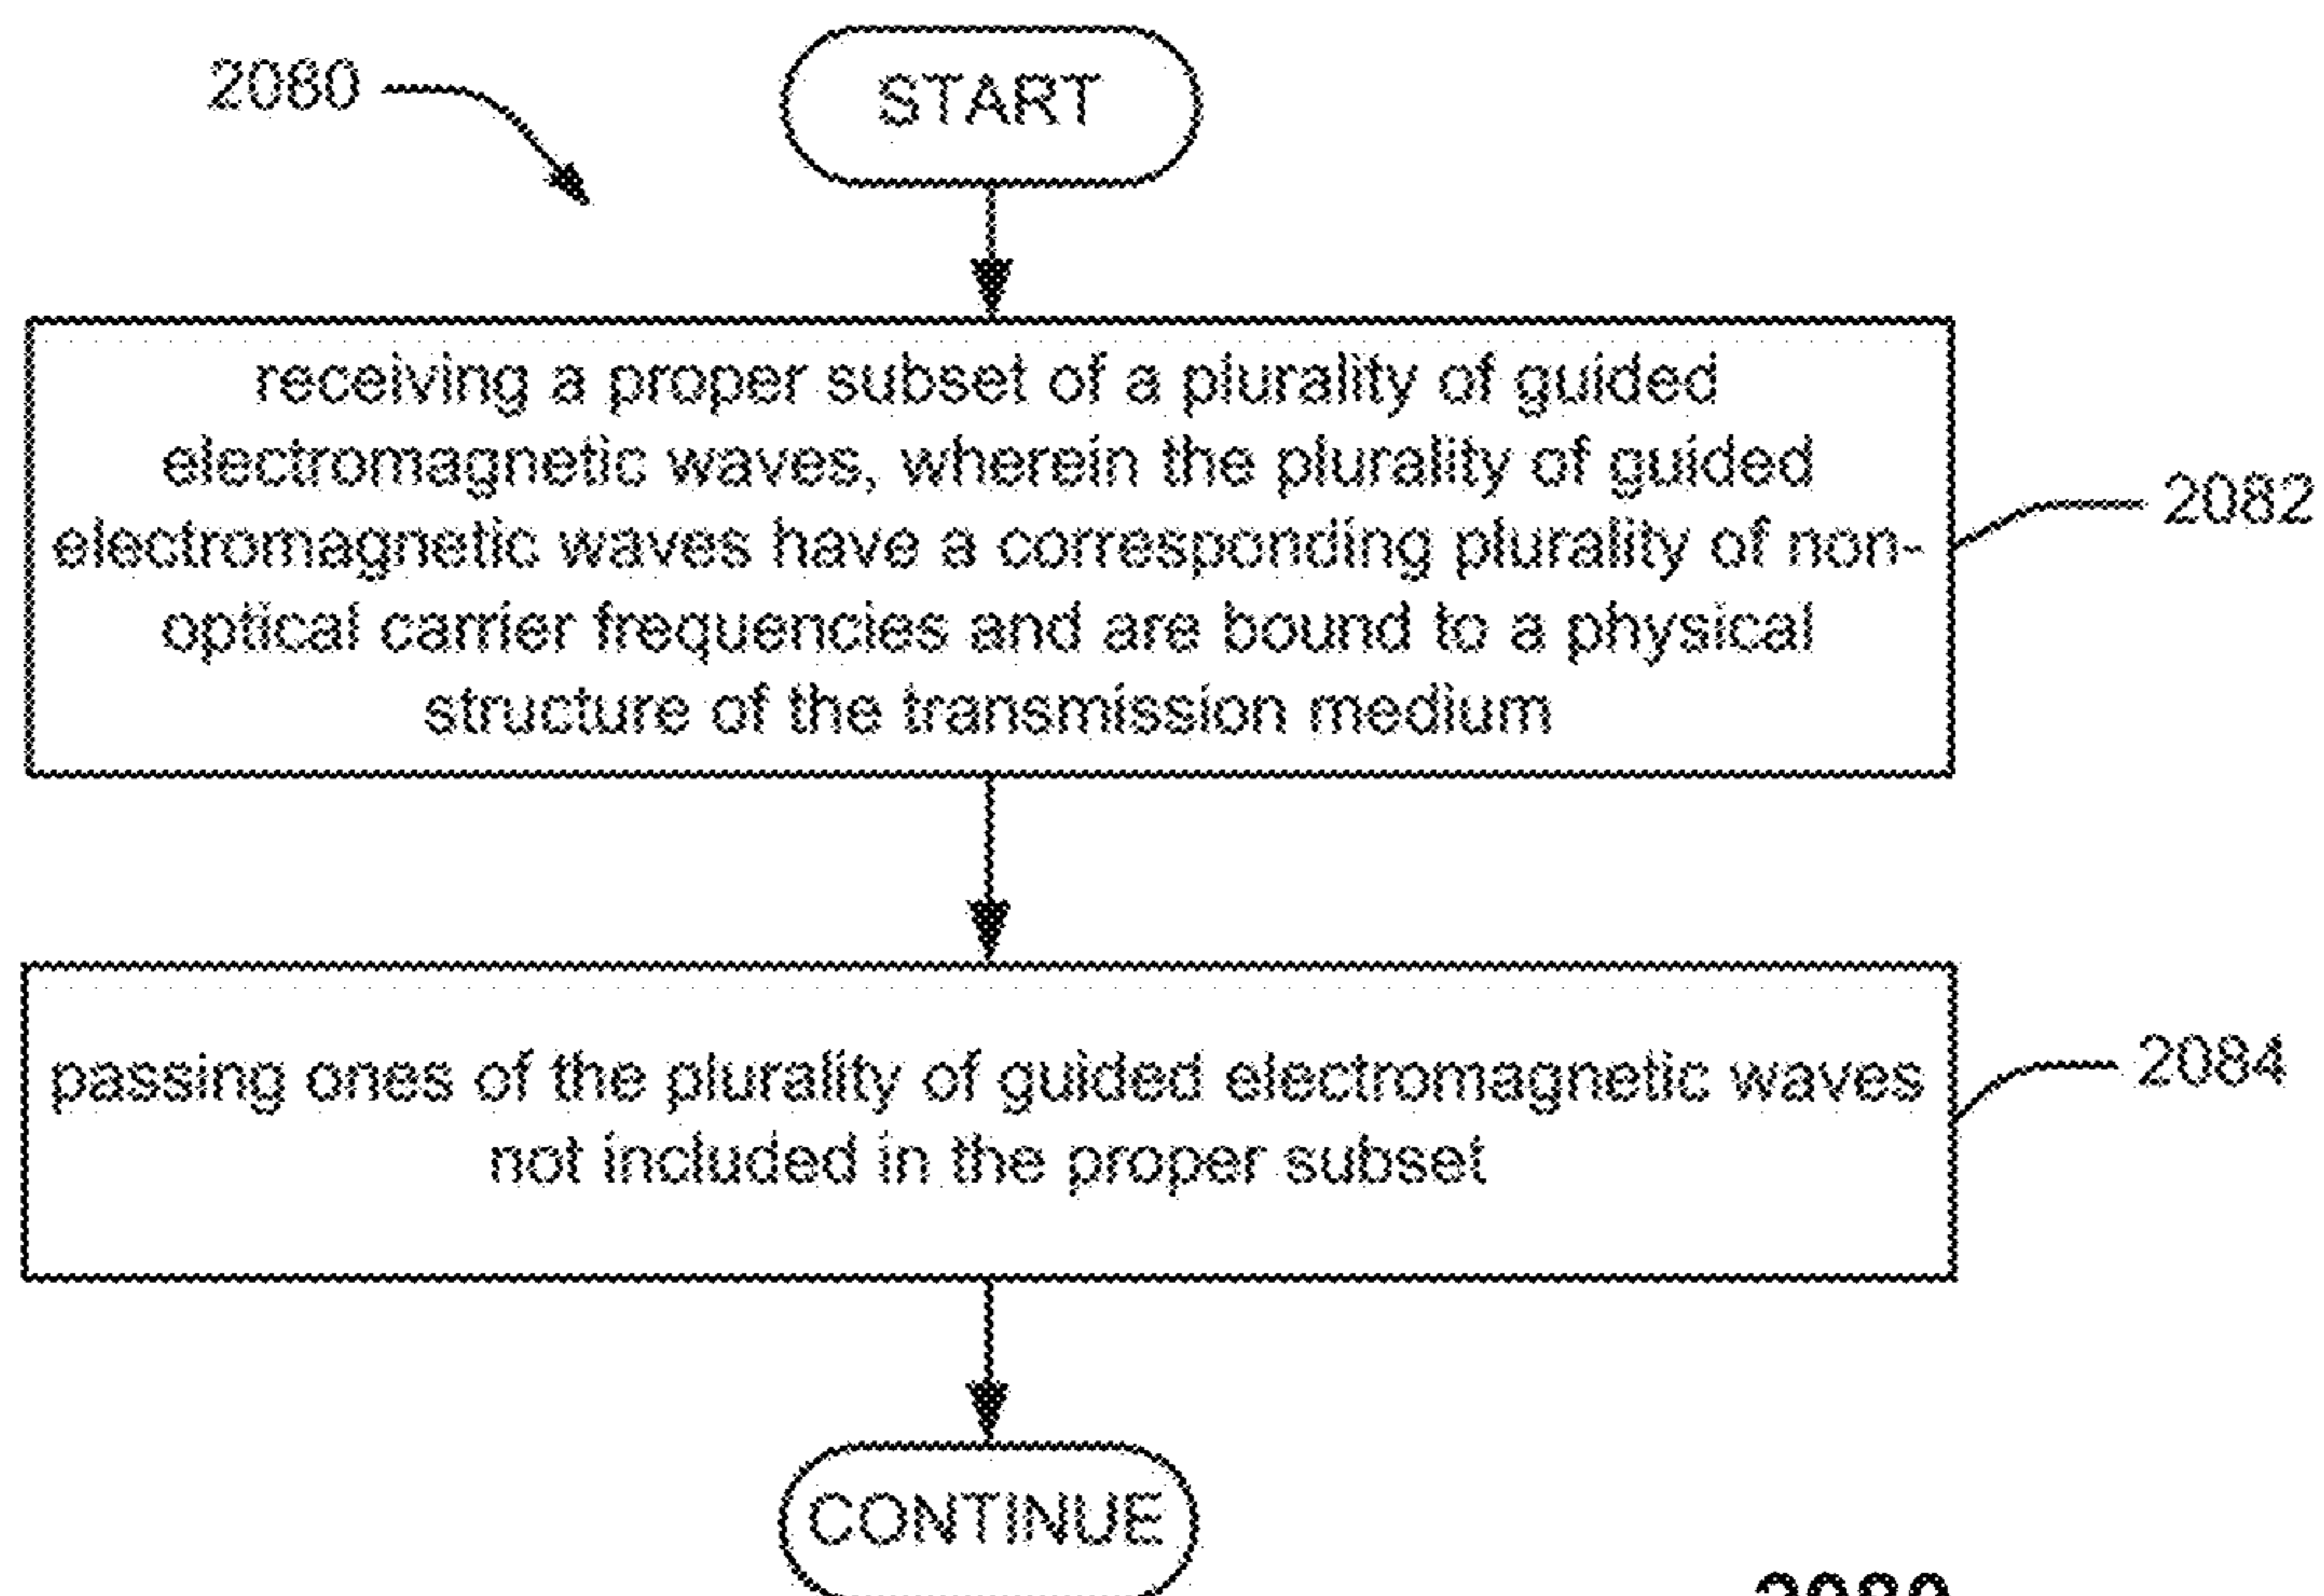 2080
START
receiving a proper subset of a plurality of guided
electromagnetic waves, wherein the plurality of guided
electromagnetic waves have a corresponding plurality of non-
optical carrier frequencies and are bound to a physical
structure of the transmission medium
2082
passing ones of the plurality of guided electromagnetic waves
not included in the proper subset
2084
CONTINUE